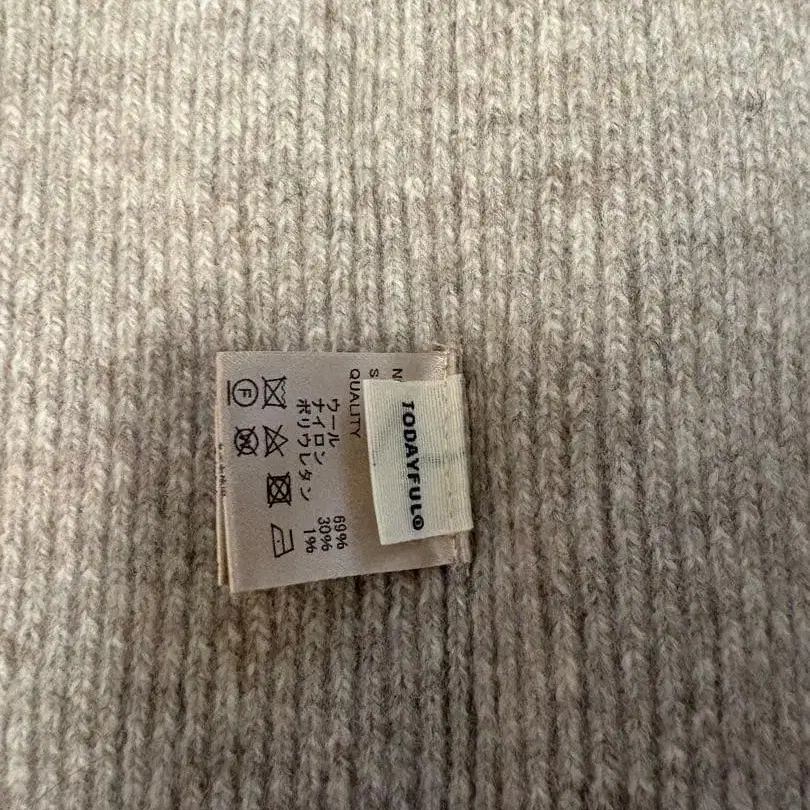 TODAYFUL®
QUALITY
ウール 69%
ナイロン 30%
ポリウレタン 1%
F